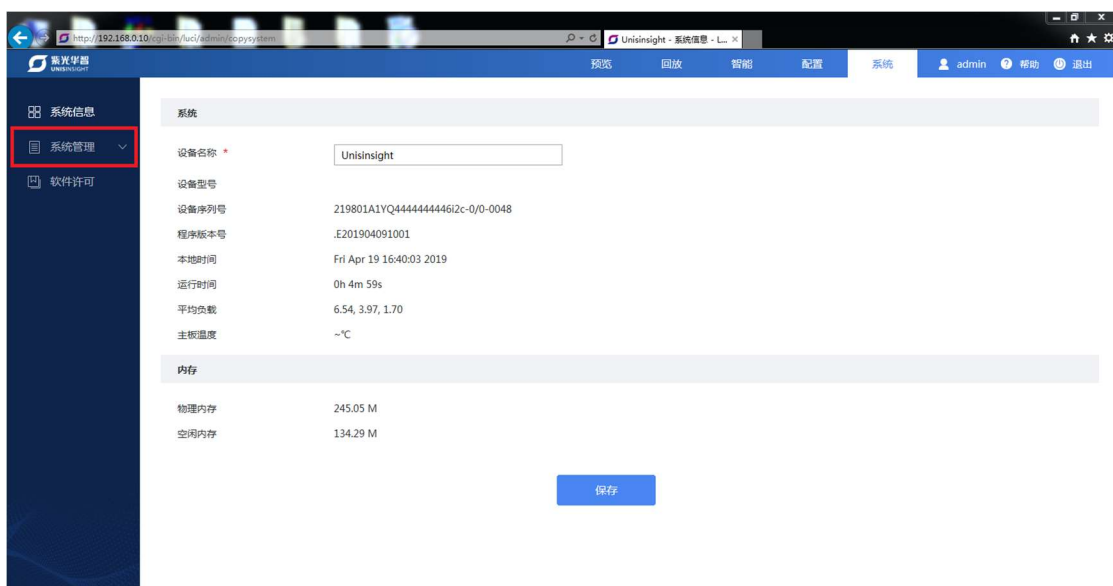 http://192.168.0.10/cgi-bin/luci/admin/copysystem
Unisinsight - 系统信息 - L...
紫光华智
UNISINSIGHT
预览 回放 智能 配置 系统 admin 帮助 退出
系统信息
系统管理
软件许可
系统
设备名称 * Unisinsight
设备型号
设备序列号 219801A1YQ4444444446i2c-0/0-0048
程序版本号 .E201904091001
本地时间 Fri Apr 19 16:40:03 2019
运行时间 0h 4m 59s
平均负载 6.54, 3.97, 1.70
主板温度 ~℃
内存
物理内存 245.05 M
空闲内存 134.29 M
保存